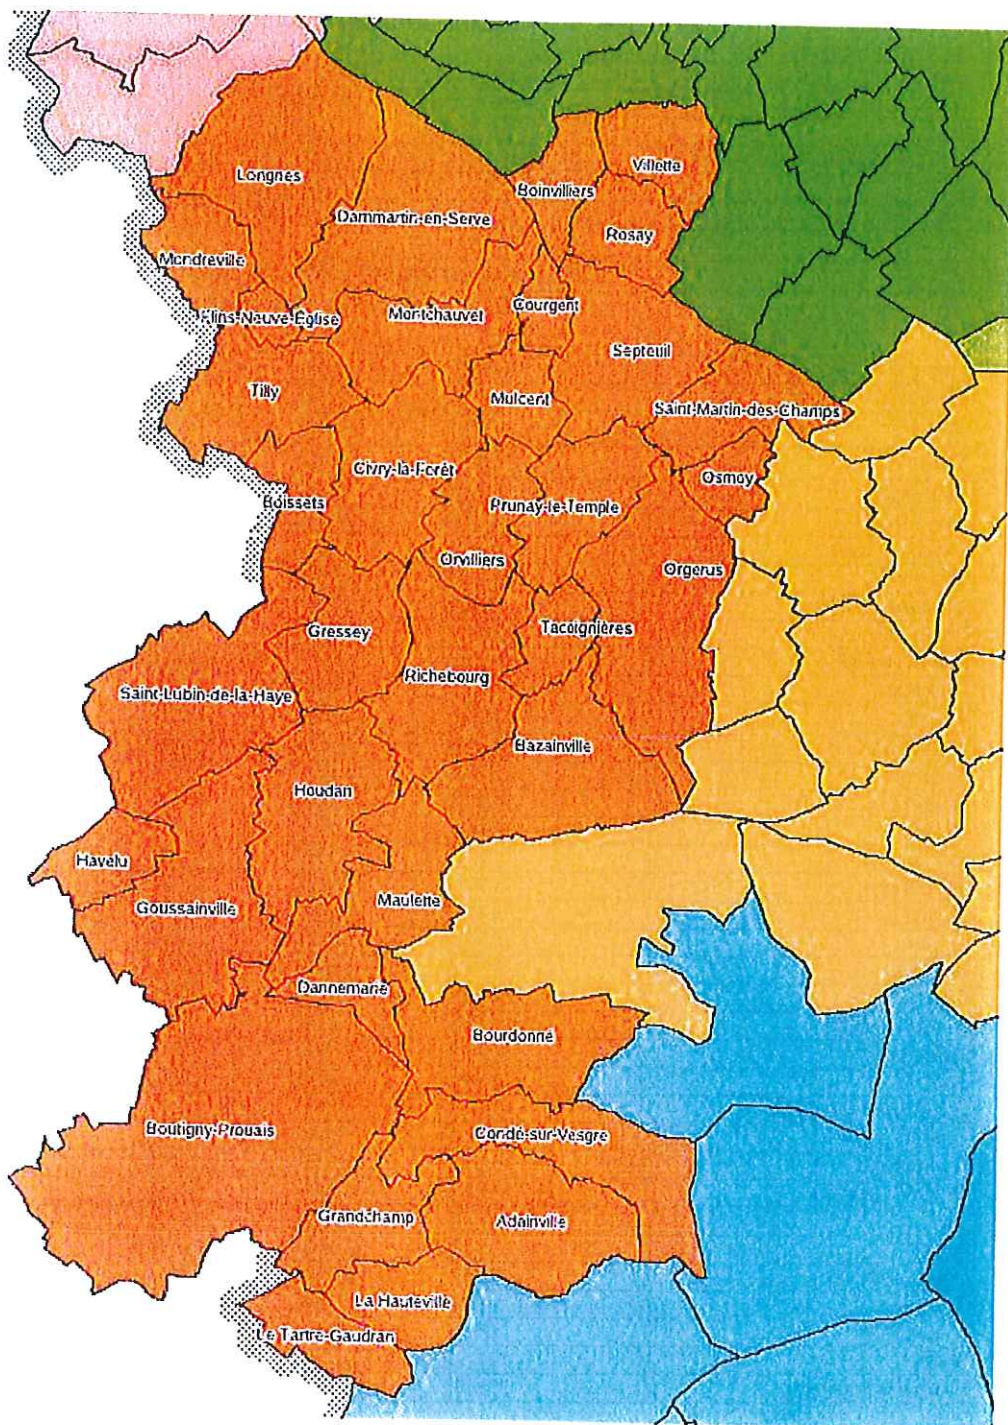 Villette
Longnes
Boinvilliers
Dammartin-en-Serve
Rosay
Mondreville
Courgent
Montchauvet
Flins-Neuve-Église
Septeuil
Tilly
Mulcent
Saint-Martin-des-Champs
Civry-la-Forêt
Osmoy
Boissets
Prunay-le-Temple
Orvilliers
Orgerus
Tacoignières
Gressey
Richebourg
Saint-Lubin-de-la-Haye
Bazainville
Houdan
Havelu
Maulette
Goussainville
Dannemarie
Bourdonné
Boutigny-Prouais
Condé-sur-Vesgre
Grandchamp
Adainville
La Hauteville
Le Tartre-Gaudran